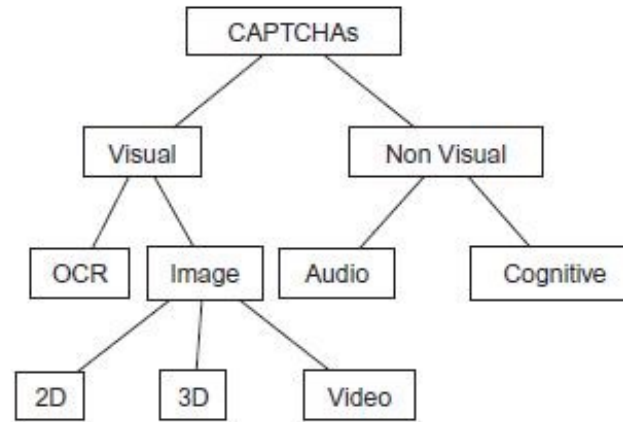 CAPTCHAs
Visual
Non Visual
OCR
Image
Audio
Cognitive
2D
3D
Video